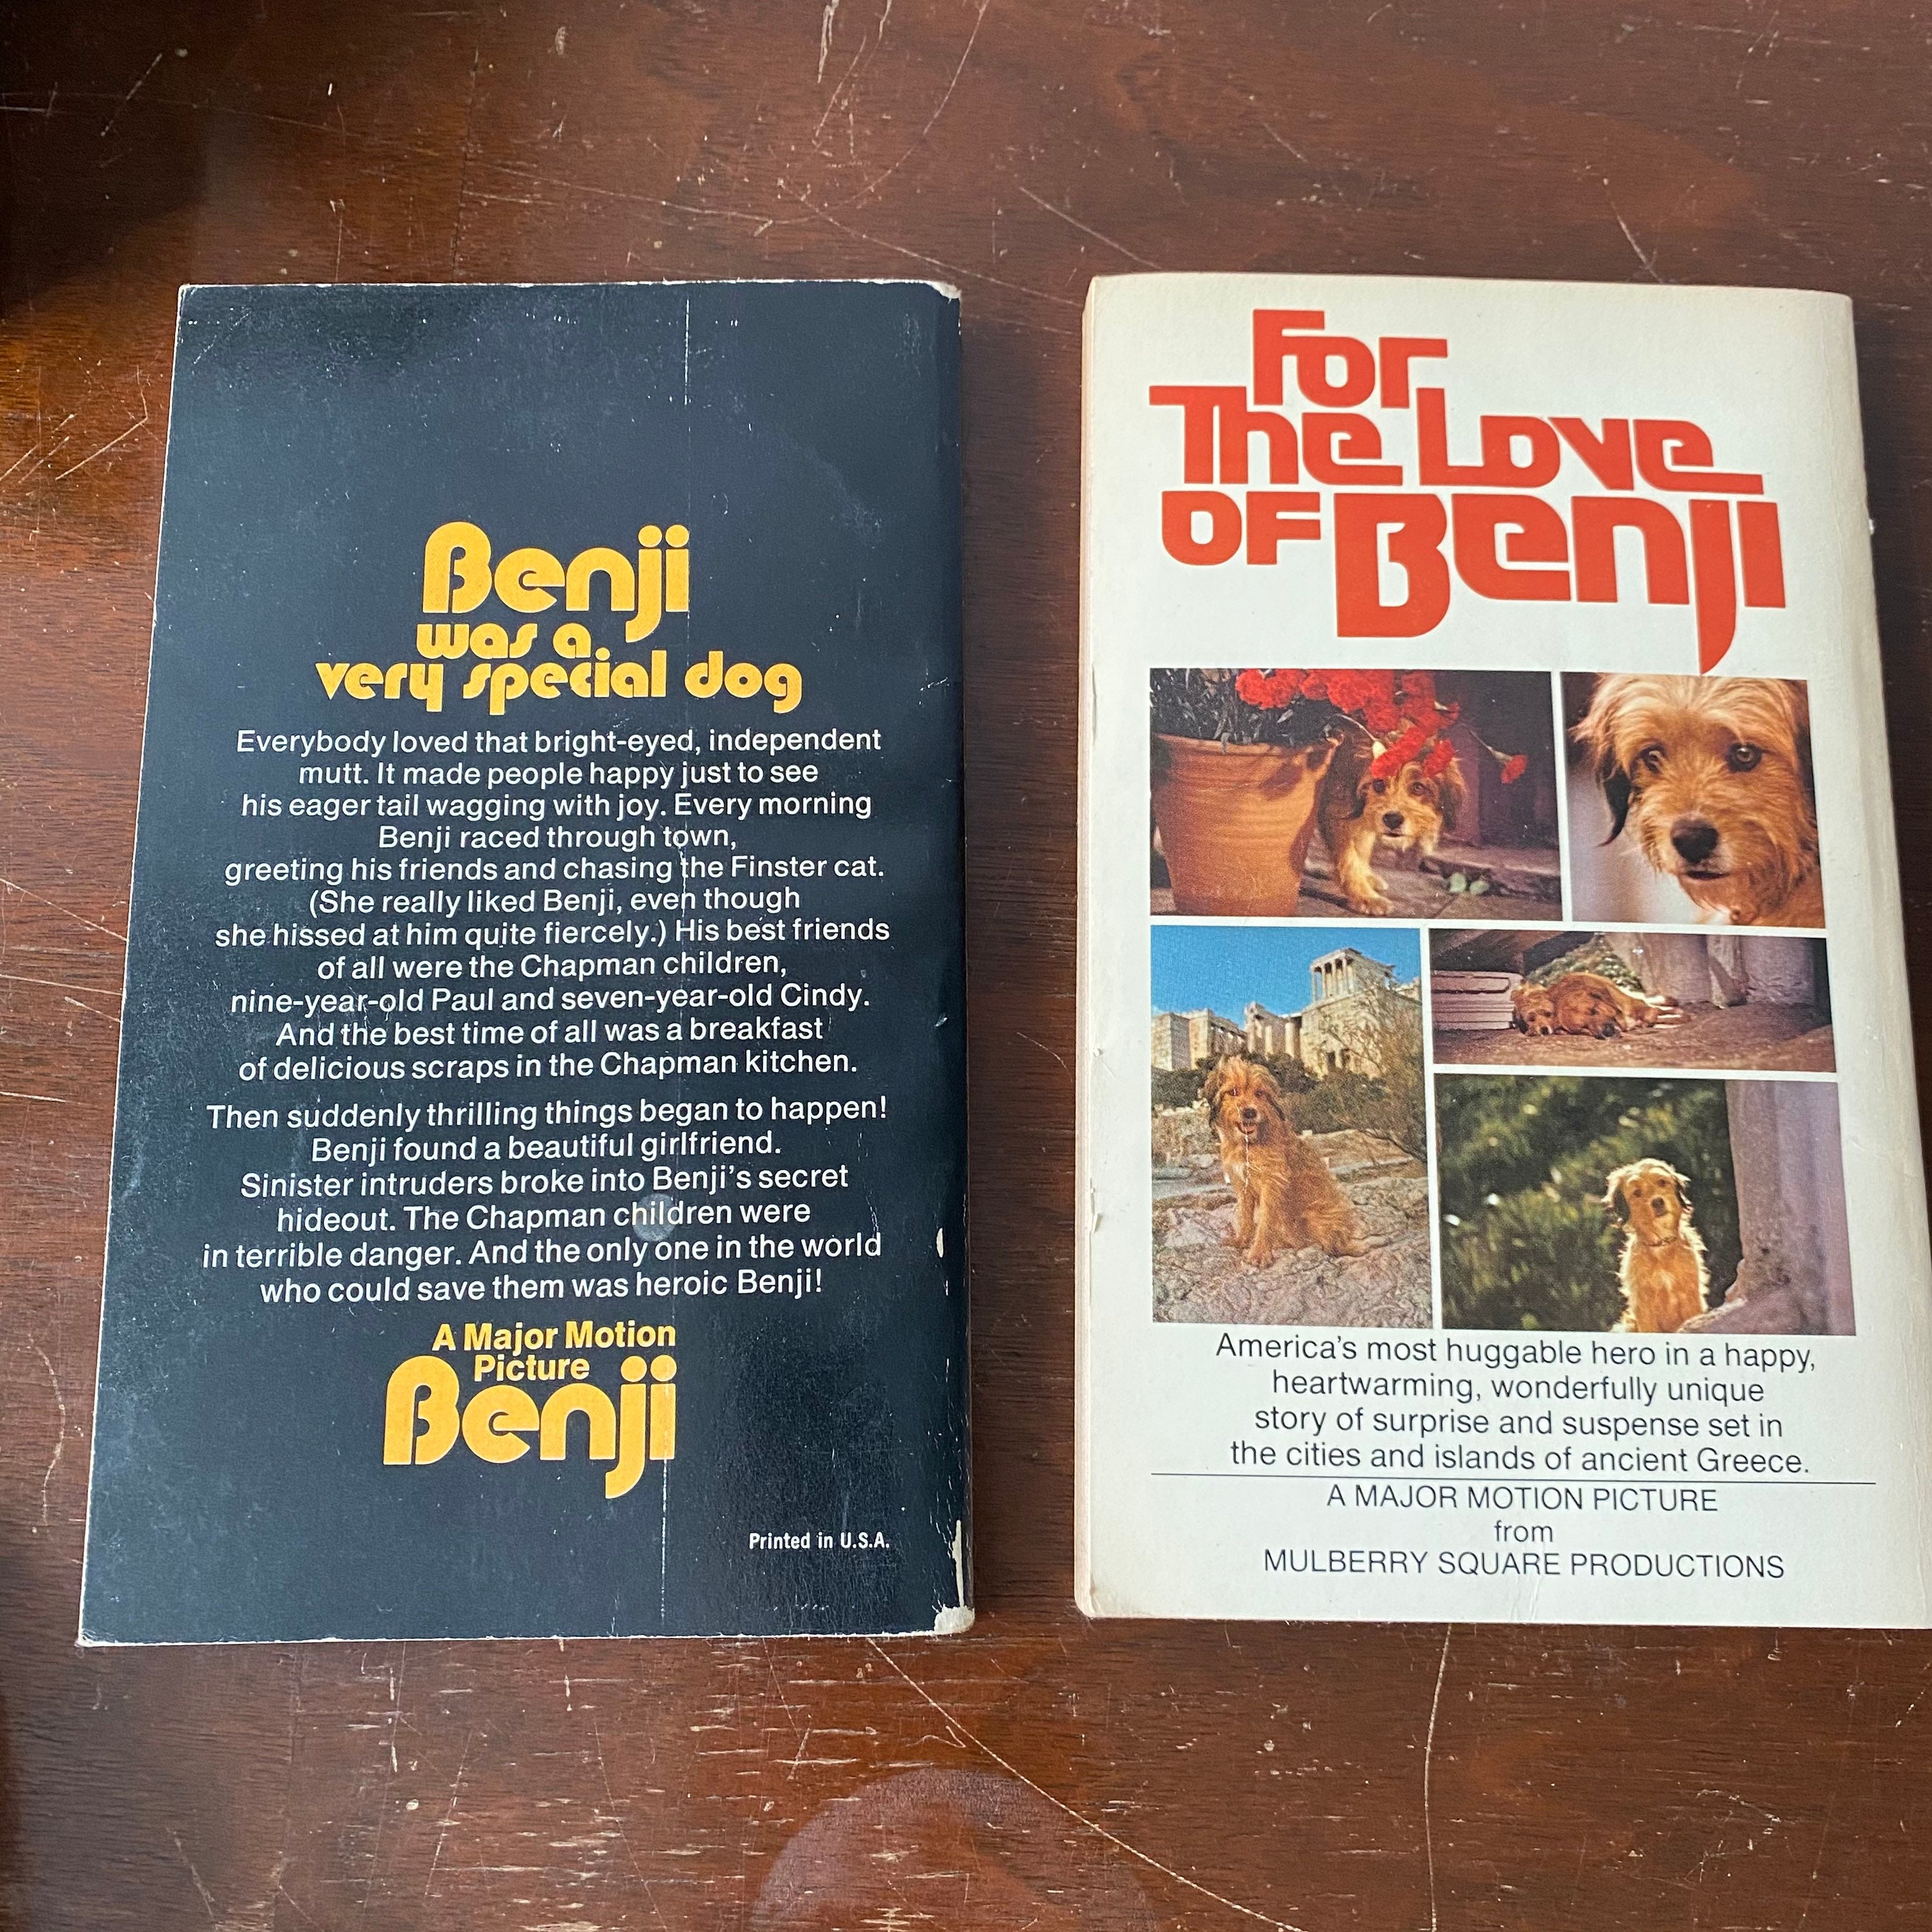 Benji
was a
very special dog
Everybody loved that bright-eyed, independent
mutt. It made people happy just to see
his eager tail wagging with joy. Every morning
Benji raced through town,
greeting his friends and chasing the Finster cat.
(She really liked Benji, even though
she hissed at him quite fiercely.) His best friends
of all were the Chapman children,
nine-year-old Paul and seven-year-old Cindy.
And the best time of all was a breakfast
of delicious scraps in the Chapman kitchen.
Then suddenly thrilling things began to happen!
Benji found a beautiful girlfriend.
Sinister intruders broke into Benji's secret
hideout. The Chapman children were
in terrible danger. And the only one in the world
who could save them was heroic Benji!
A Major Motion
Picture
Benji
Printed in U.S.A.
For
The Love
OF Benji
America's most huggable hero in a happy,
heartwarming, wonderfully unique
story of surprise and suspense set in
the cities and islands of ancient Greece.
A MAJOR MOTION PICTURE
from
MULBERRY SQUARE PRODUCTIONS